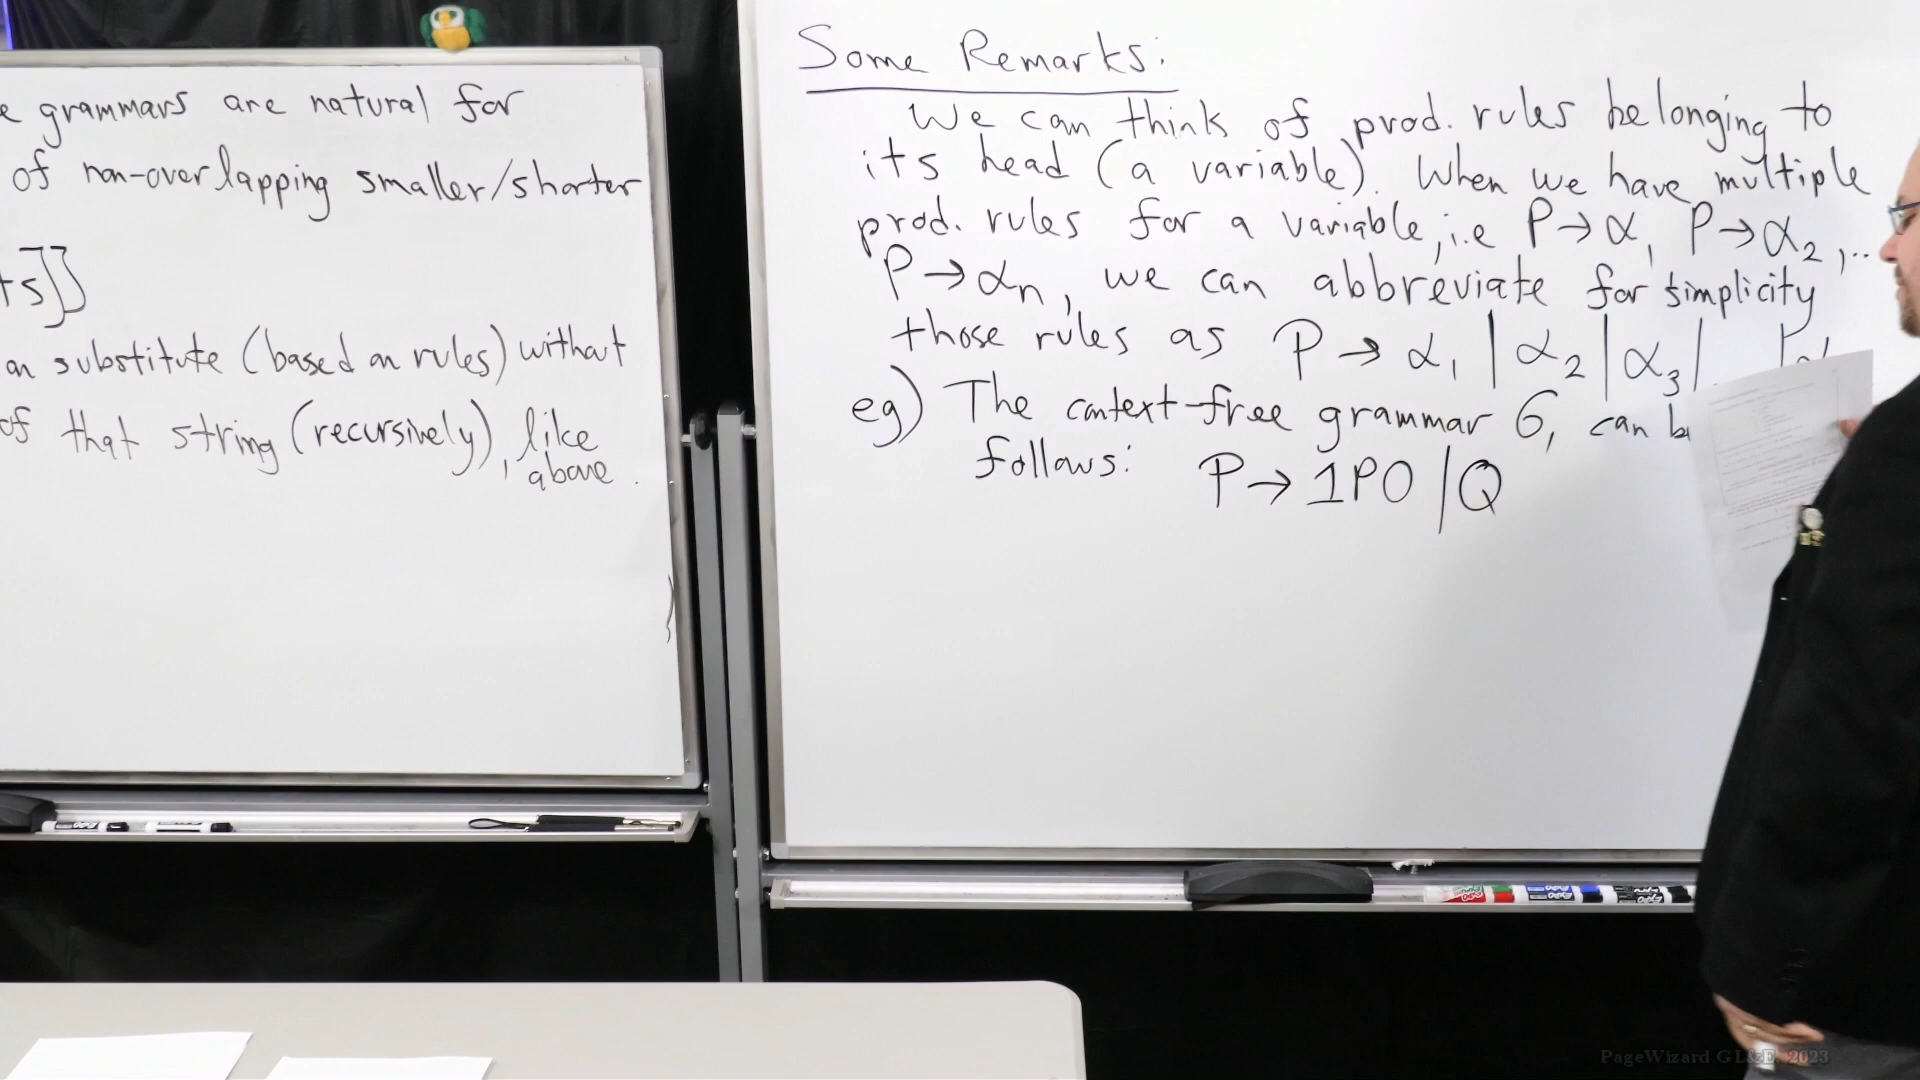 e grammars are natural for
of non-overlapping smaller/shorter
ts]]
an substitute (based on rules) without
of that string (recursively), like
above.
Some Remarks:
We can think of prod. rules belonging to
its head (a variable). When we have multiple
prod. rules for a variable, i.e P→α₁, P→α₂, ...
P→αₙ, we can abbreviate for simplicity
those rules as P → α₁ | α₂ | α₃ | .
eg) The context-free grammar G₁ can b
follows: P→1P0 | Q
PageWizard GL&E, 2023